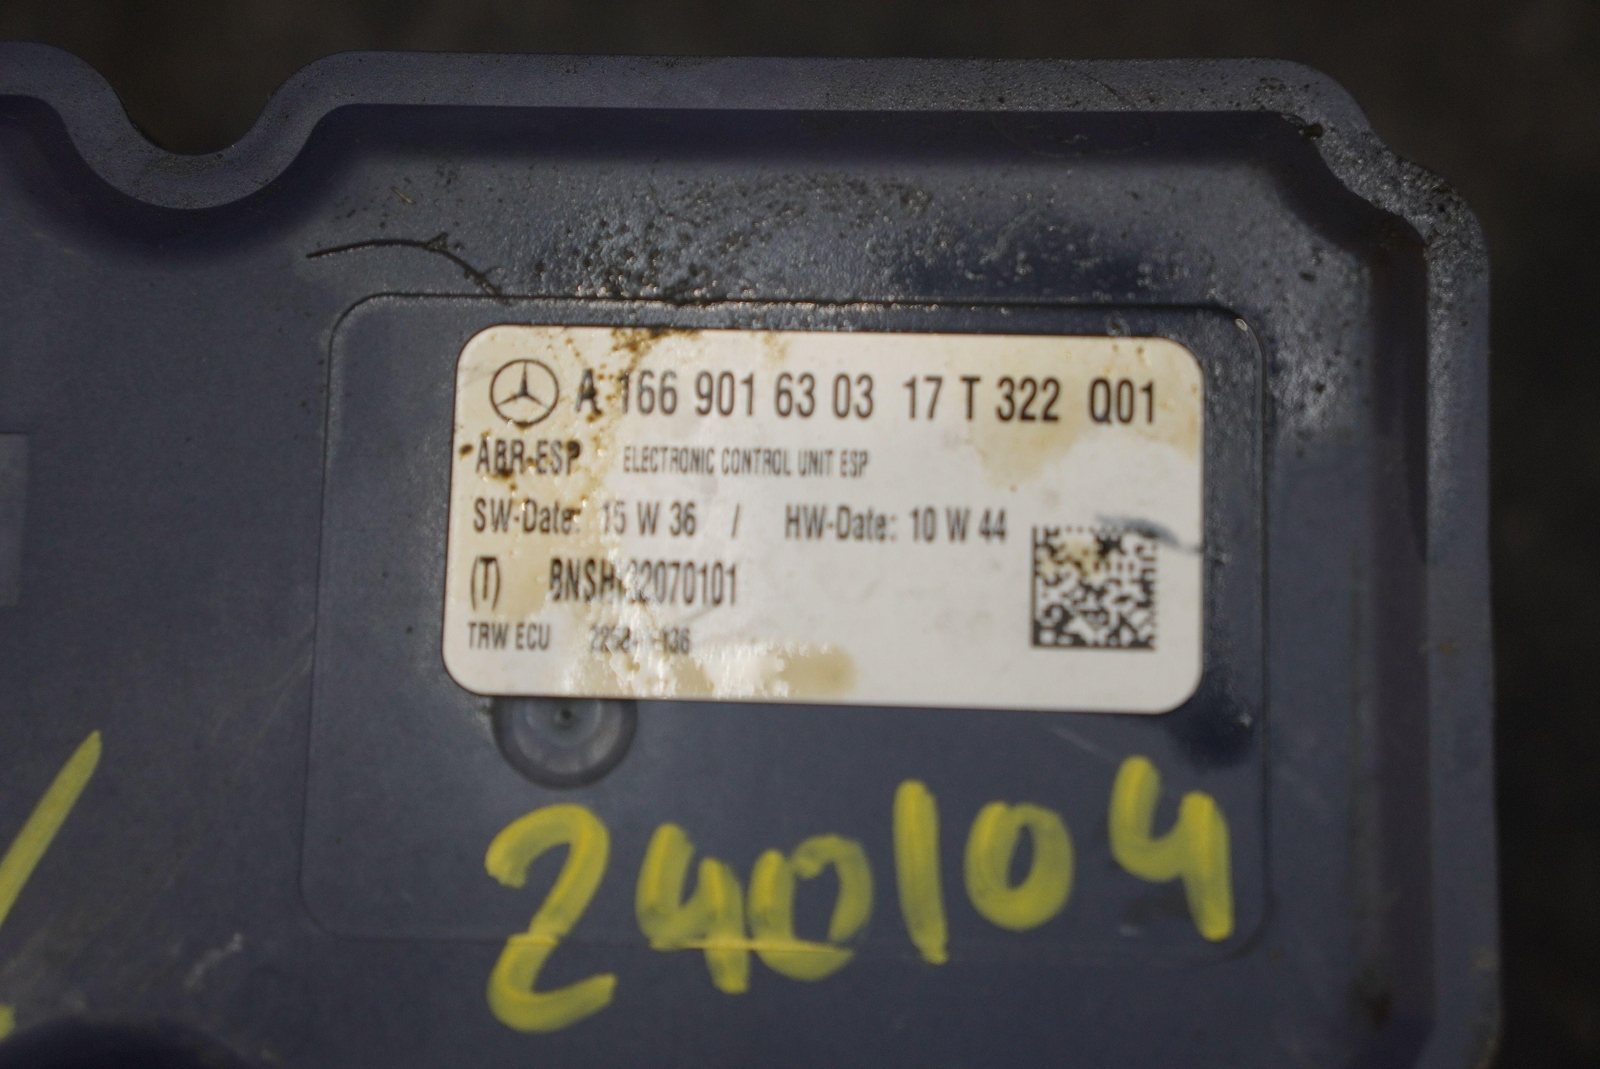 A 166 901 63 03 17 T 322 Q01
ABR-ESP ELECTRONIC CONTROL UNIT ESP
SW-Date: 15 W 36 / HW-Date: 10 W 44
(T)
TRW ECU
240104